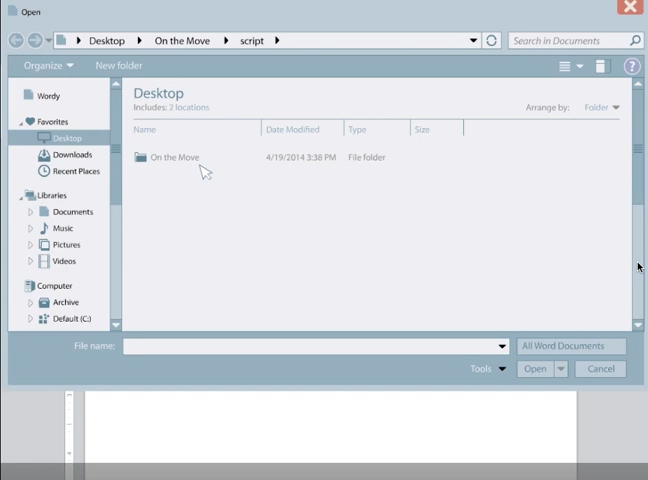 Open
Desktop On the Move script
Search in Documents
Organize New folder
?
Wordy
Favorites
Desktop
Downloads
Recent Places
Libraries
Documents
Music
Pictures
Videos
Computer
Archive
Default (C:)
Desktop
Includes: 2 locations
Arrange by: Folder
Name Date Modified Type Size
On the Move 4/19/2014 3:38 PM File folder
File name:
All Word Documents
Tools Open Cancel